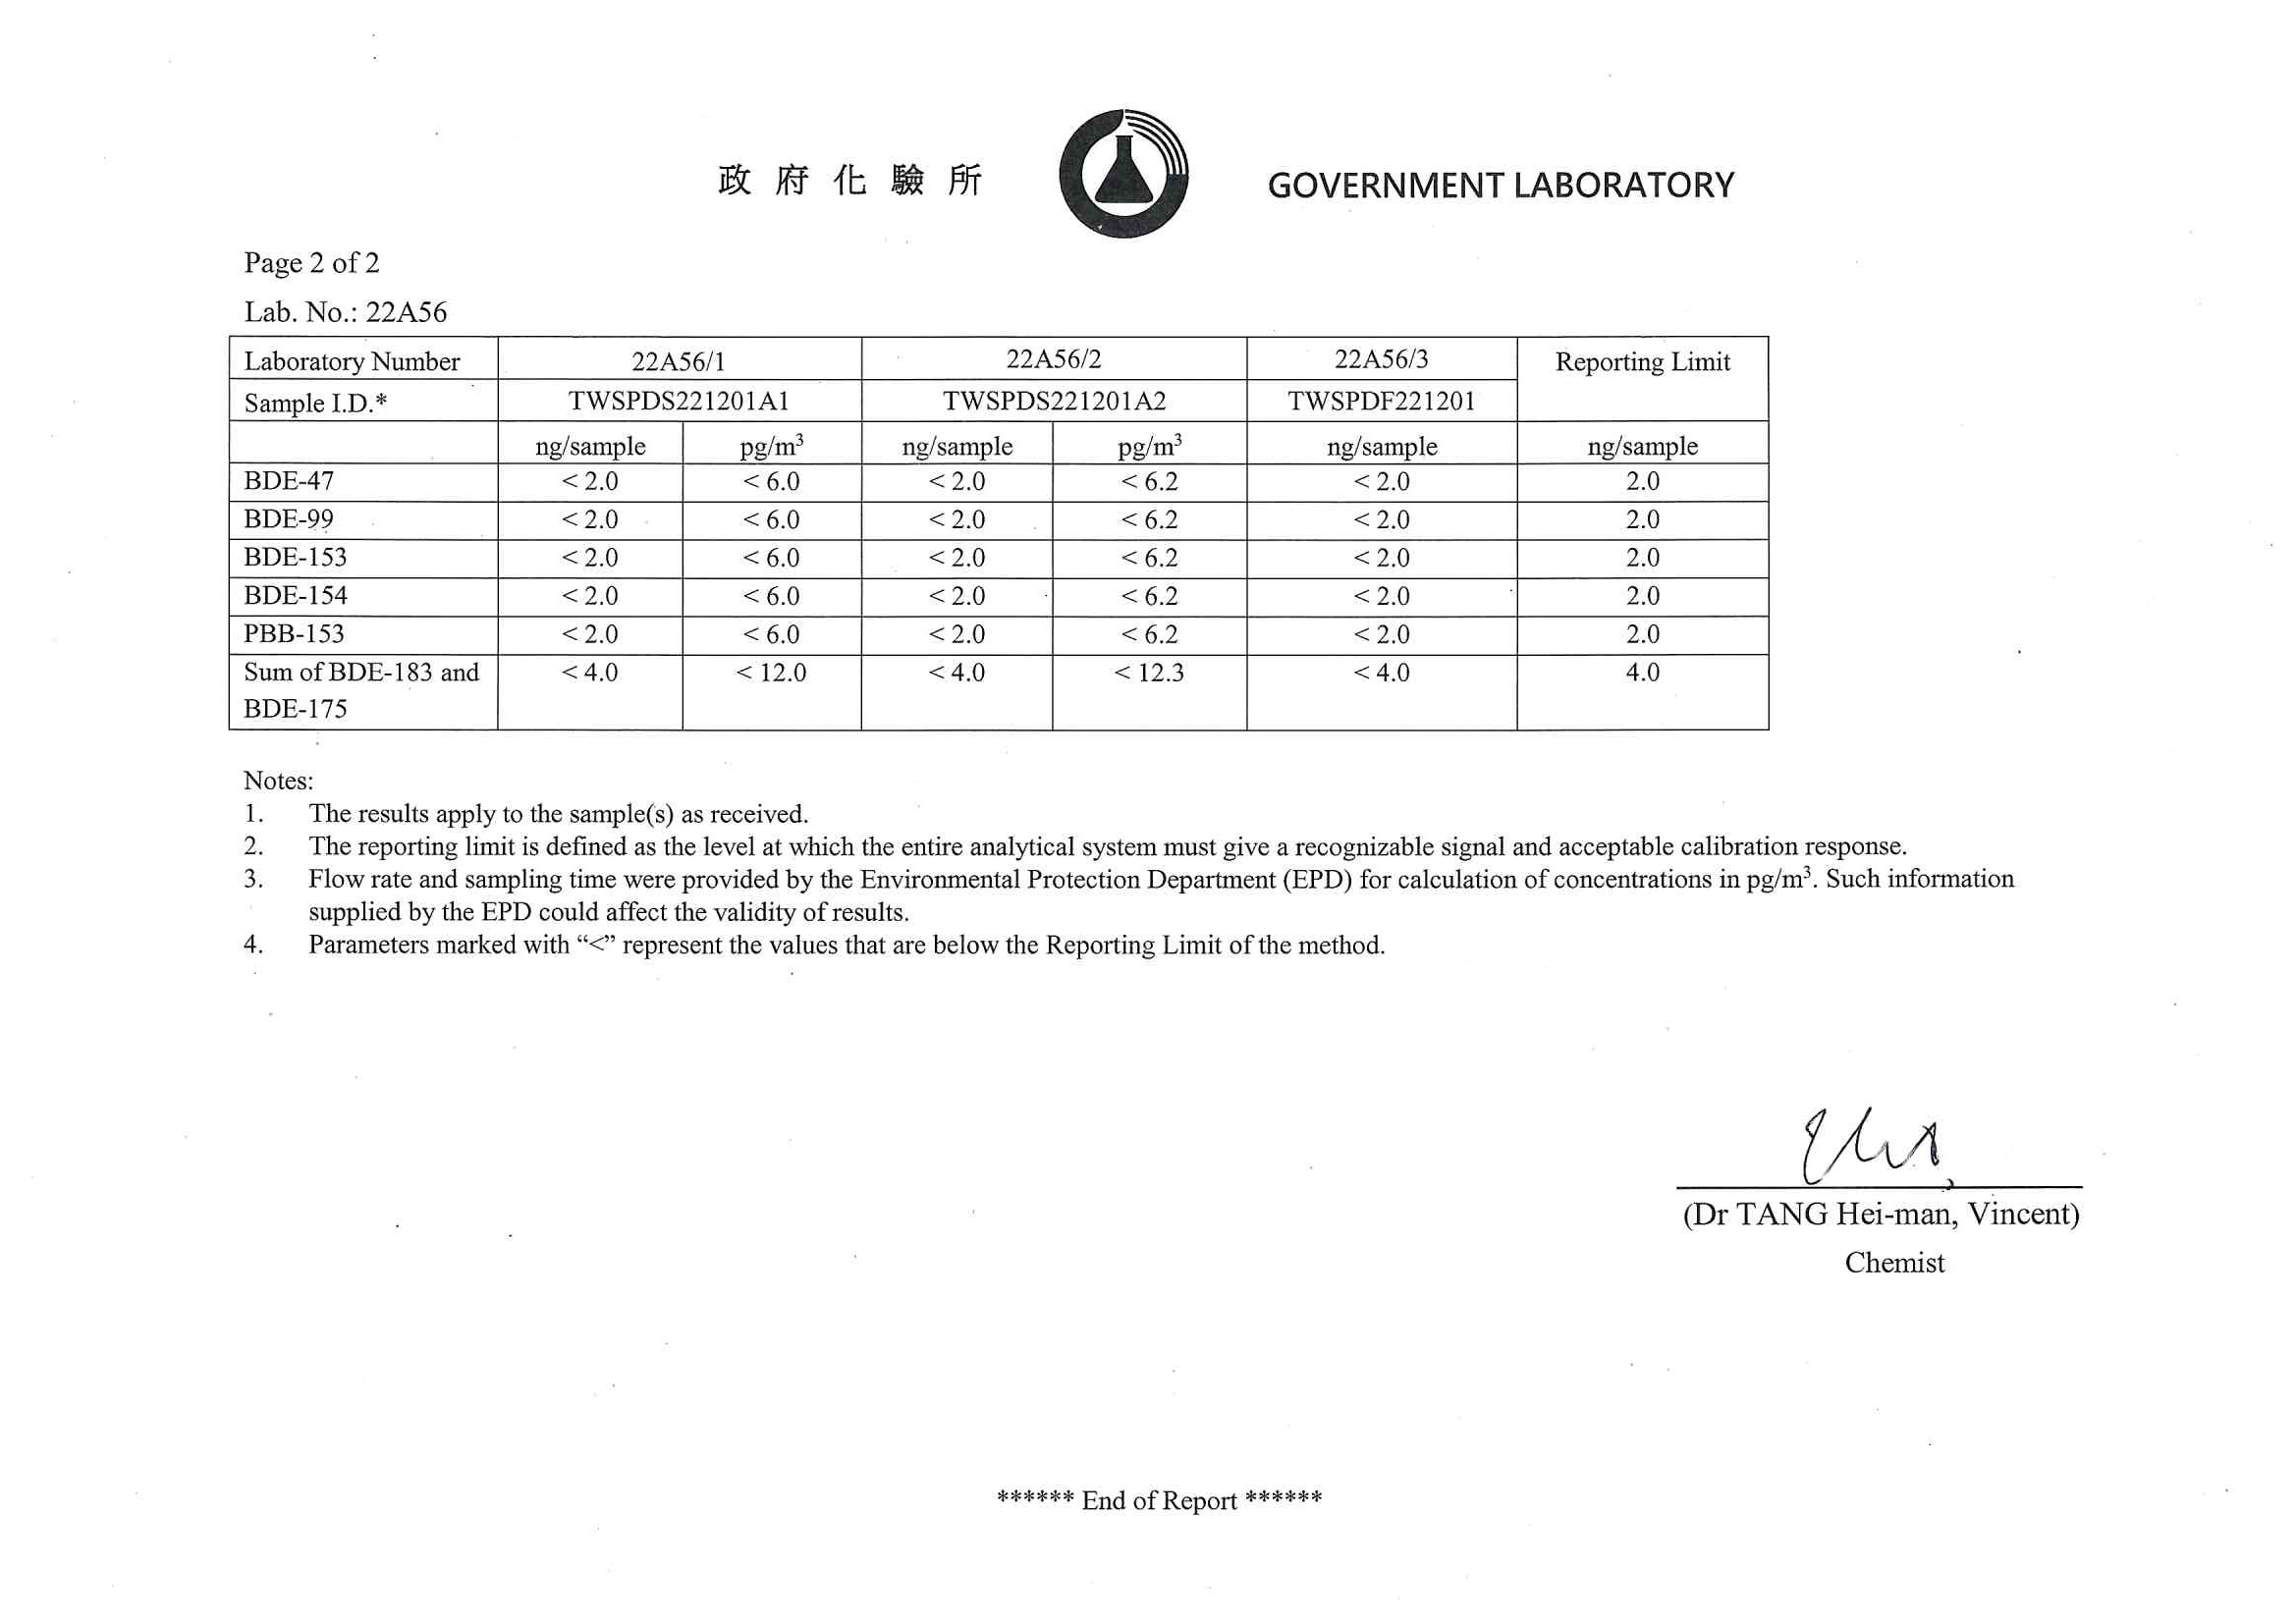 政府化驗所
GOVERNMENT LABORATORY
Page 2 of 2
Lab. No.: 22A56
Laboratory Number 22A56/1 22A56/2 22A56/3 Reporting Limit
Sample I.D.* TWSPDS221201A1 TWSPDS221201A2 TWSPDF221201
ng/sample pg/m³ ng/sample pg/m³ ng/sample ng/sample
BDE-47 < 2.0 < 6.0 < 2.0 < 6.2 < 2.0 2.0
BDE-99 < 2.0 < 6.0 < 2.0 < 6.2 < 2.0 2.0
BDE-153 < 2.0 < 6.0 < 2.0 < 6.2 < 2.0 2.0
BDE-154 < 2.0 < 6.0 < 2.0 < 6.2 < 2.0 2.0
PBB-153 < 2.0 < 6.0 < 2.0 < 6.2 < 2.0 2.0
Sum of BDE-183 and < 4.0 < 12.0 < 4.0 < 12.3 < 4.0 4.0
BDE-175
Notes:
1. The results apply to the sample(s) as received.
2. The reporting limit is defined as the level at which the entire analytical system must give a recognizable signal and acceptable calibration response.
3. Flow rate and sampling time were provided by the Environmental Protection Department (EPD) for calculation of concentrations in pg/m³. Such information
supplied by the EPD could affect the validity of results.
4. Parameters marked with “<” represent the values that are below the Reporting Limit of the method.
(Dr TANG Hei-man, Vincent)
Chemist
****** End of Report ******